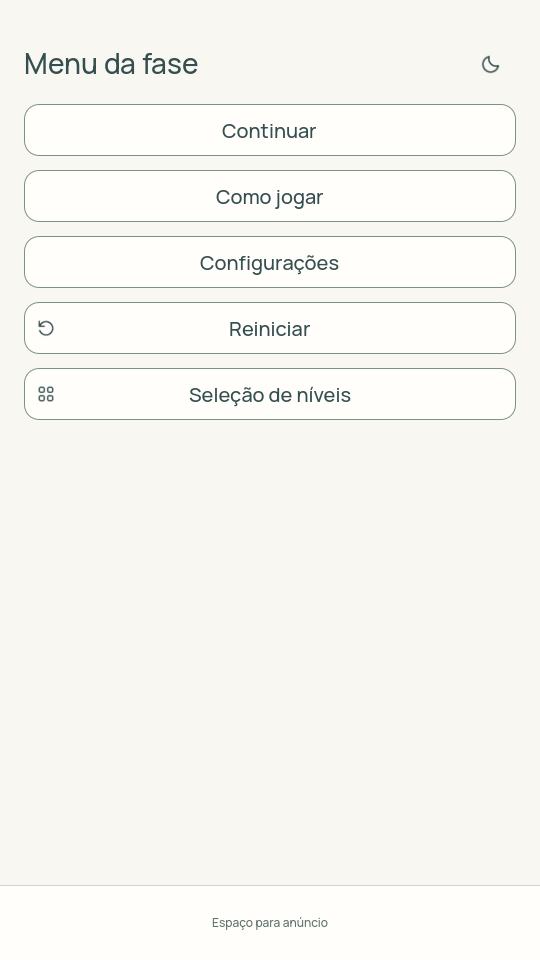 Menu da fase
Continuar
Como jogar
Configurações
Reiniciar
Seleção de níveis
Espaço para anúncio